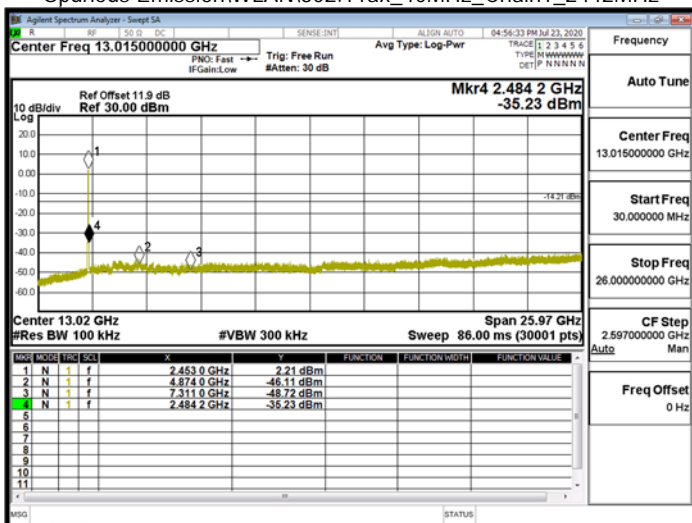 Agilent Spectrum Analyzer - Swept SA
R RF 50 Ω DC SENSE:INT ALIGN AUTO 04:56:33 PM Jul 23, 2020
Center Freq 13.015000000 GHz
PNO: Fast
IFGain:Low
Trig: Free Run
#Atten: 30 dB
Avg Type: Log-Pwr
TRACE 1 2 3 4 5 6
TYPE M W W W W W
DET P N N N N N
Ref Offset 11.9 dB
10 dB/div Ref 30.00 dBm
Log
Mkr4 2.484 2 GHz
-35.23 dBm
20.0
10.0
0.00
-10.0
-20.0
-30.0
-40.0
-50.0
-60.0
-14.21 dBm
1
4
2
3
Center 13.02 GHz Span 25.97 GHz
#Res BW 100 kHz #VBW 300 kHz Sweep 86.00 ms (30001 pts)
MKR MODE TRC SCL X Y FUNCTION FUNCTION WIDTH FUNCTION VALUE
1 N 1 f 2.453 0 GHz 2.21 dBm
2 N 1 f 4.874 0 GHz -46.11 dBm
3 N 1 f 7.311 0 GHz -48.72 dBm
4 N 1 f 2.484 2 GHz -35.23 dBm
5
6
7
8
9
10
11
MSG STATUS
Frequency
Auto Tune
Center Freq
13.015000000 GHz
Start Freq
30.000000 MHz
Stop Freq
26.000000000 GHz
CF Step
2.597000000 GHz
Auto Man
Freq Offset
0 Hz